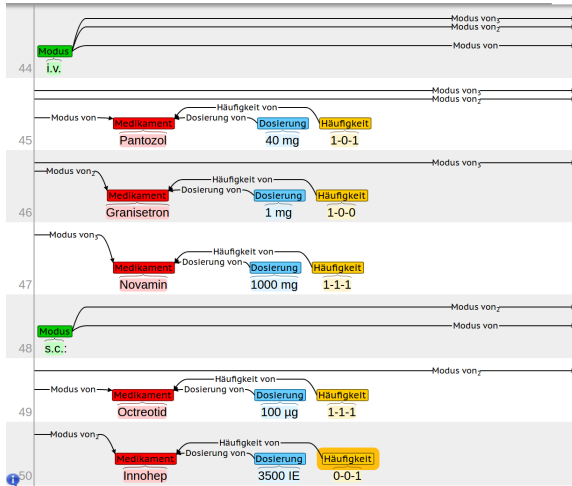 Modus von₃
Modus von₂
Modus Modus von
44 i.v.
Modus von₃
Modus von₂
Häufigkeit von
Modus von Medikament Dosierung von Dosierung Häufigkeit
45 Pantozol 40 mg 1-0-1
Modus von₃
Modus von₂ Häufigkeit von
Medikament Dosierung von Dosierung Häufigkeit
46 Granisetron 1 mg 1-0-0
Modus von₃
Häufigkeit von
Medikament Dosierung von Dosierung Häufigkeit
47 Novamin 1000 mg 1-1-1
Modus von₂
Modus Modus von
48 s.c.:
Modus von₂
Häufigkeit von
Modus von Medikament Dosierung von Dosierung Häufigkeit
49 Octreotid 100 µg 1-1-1
Modus von₂
Häufigkeit von
Medikament Dosierung von Dosierung Häufigkeit
50 Innohep 3500 IE 0-0-1